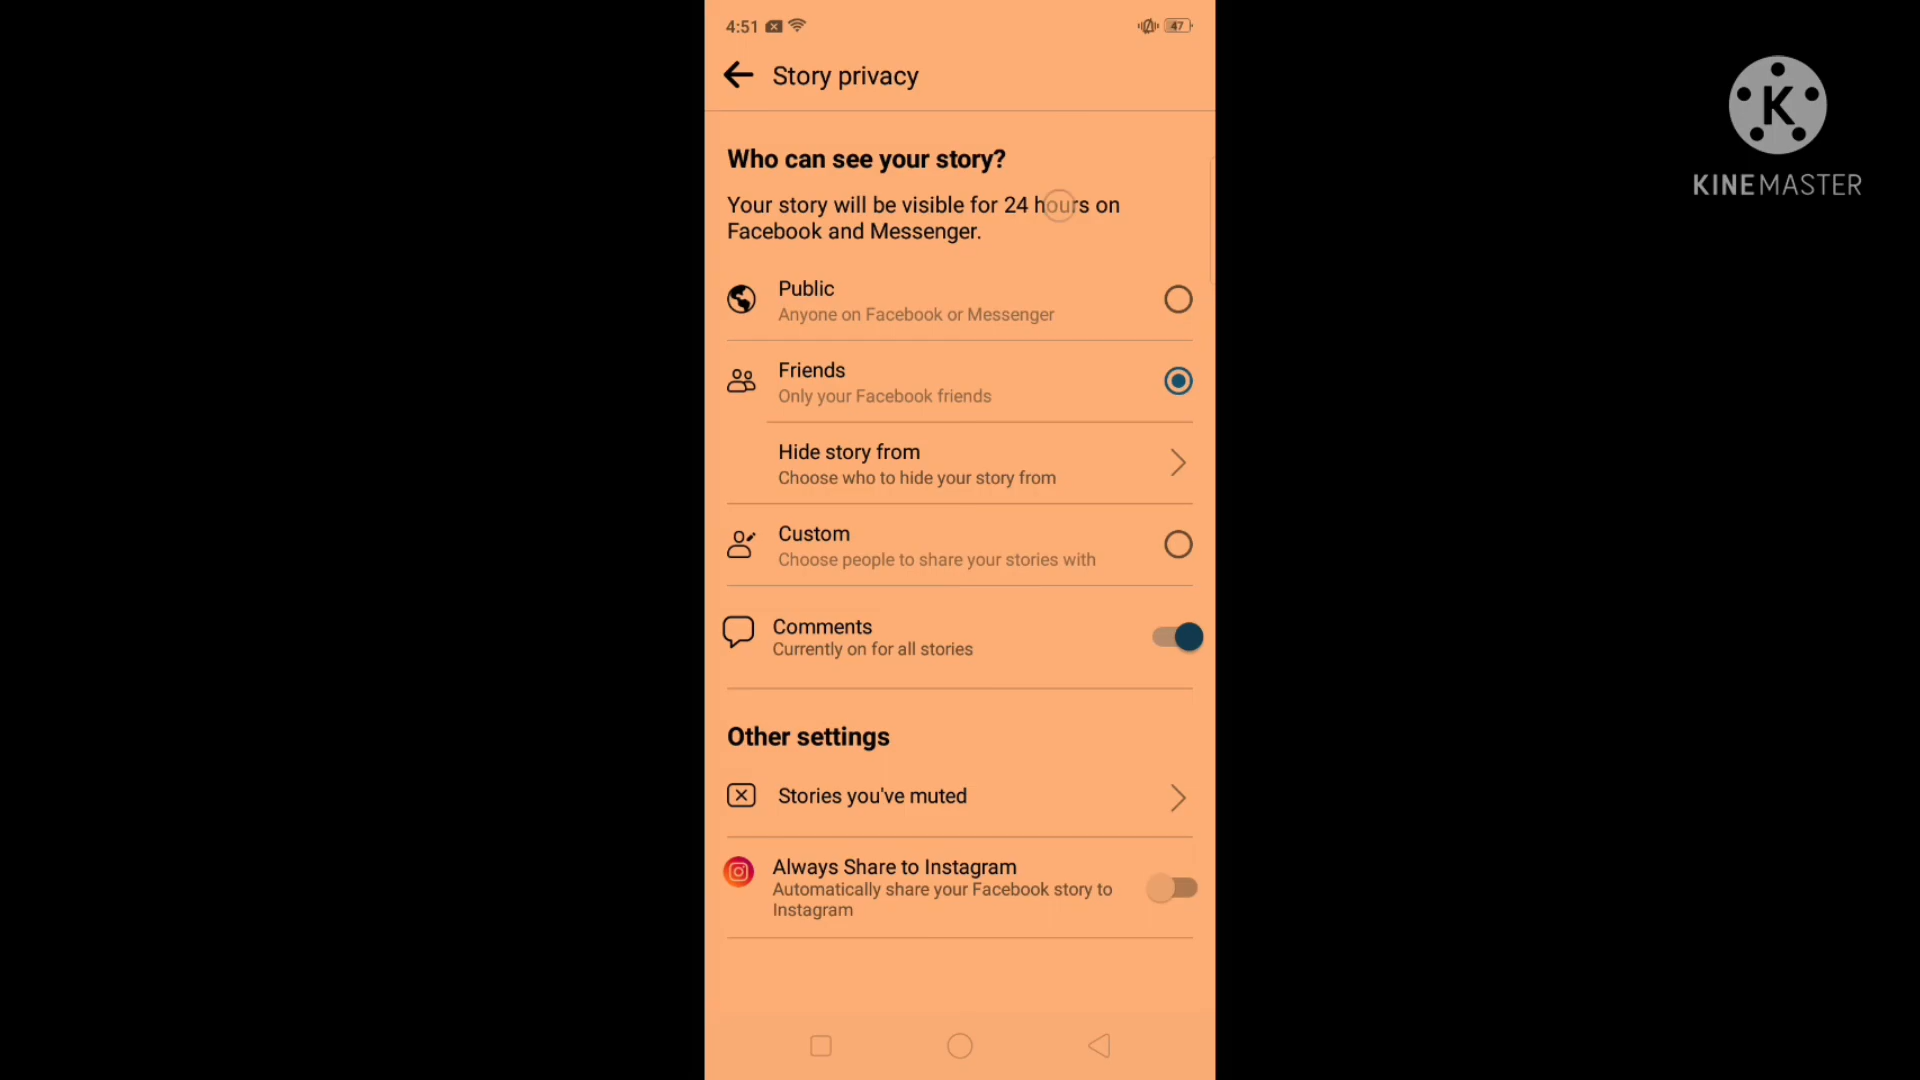 4:51
47
Story privacy
K
KINEMASTER
Who can see your story?
Your story will be visible for 24 hours on
Facebook and Messenger.
Public
Anyone on Facebook or Messenger
Friends
Only your Facebook friends
Hide story from
Choose who to hide your story from
Custom
Choose people to share your stories with
Comments
Currently on for all stories
Other settings
Stories you've muted
Always Share to Instagram
Automatically share your Facebook story to
Instagram